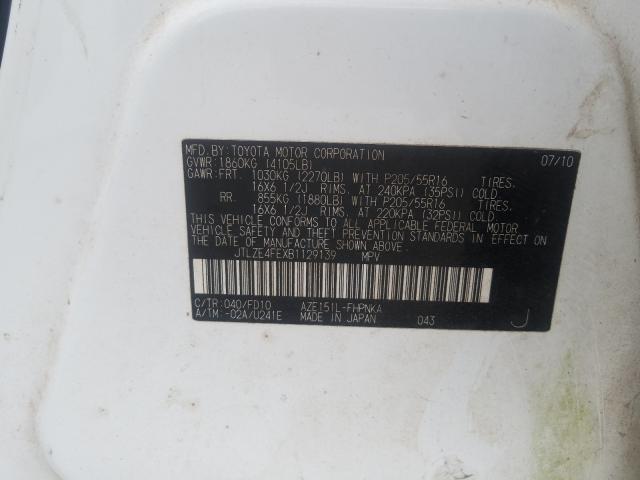 MFD. BY: TOYOTA MOTOR CORPORATION 07/10
GVWR: 1860KG (4105LB)
GAWR: FRT. 1030KG (2270LB) WITH P205/55R16 TIRES,
16X6 1/2J RIMS, AT 240KPA (35PSI) COLD
RR. 855KG (1880LB) WITH P205/55R16 TIRES,
16X6 1/2J RIMS, AT 220KPA (32PSI) COLD
THIS VEHICLE CONFORMS TO ALL APPLICABLE FEDERAL MOTOR
VEHICLE SAFETY AND THEFT PREVENTION STANDARDS IN EFFECT
ON THE DATE OF MANUFACTURE SHOWN ABOVE.
JTLZE4FEXB1129139 MPV
C/TR: 040/FD10 AZE151L-FHPNKA
A/TM: -02A/U241E MADE IN JAPAN 043 J